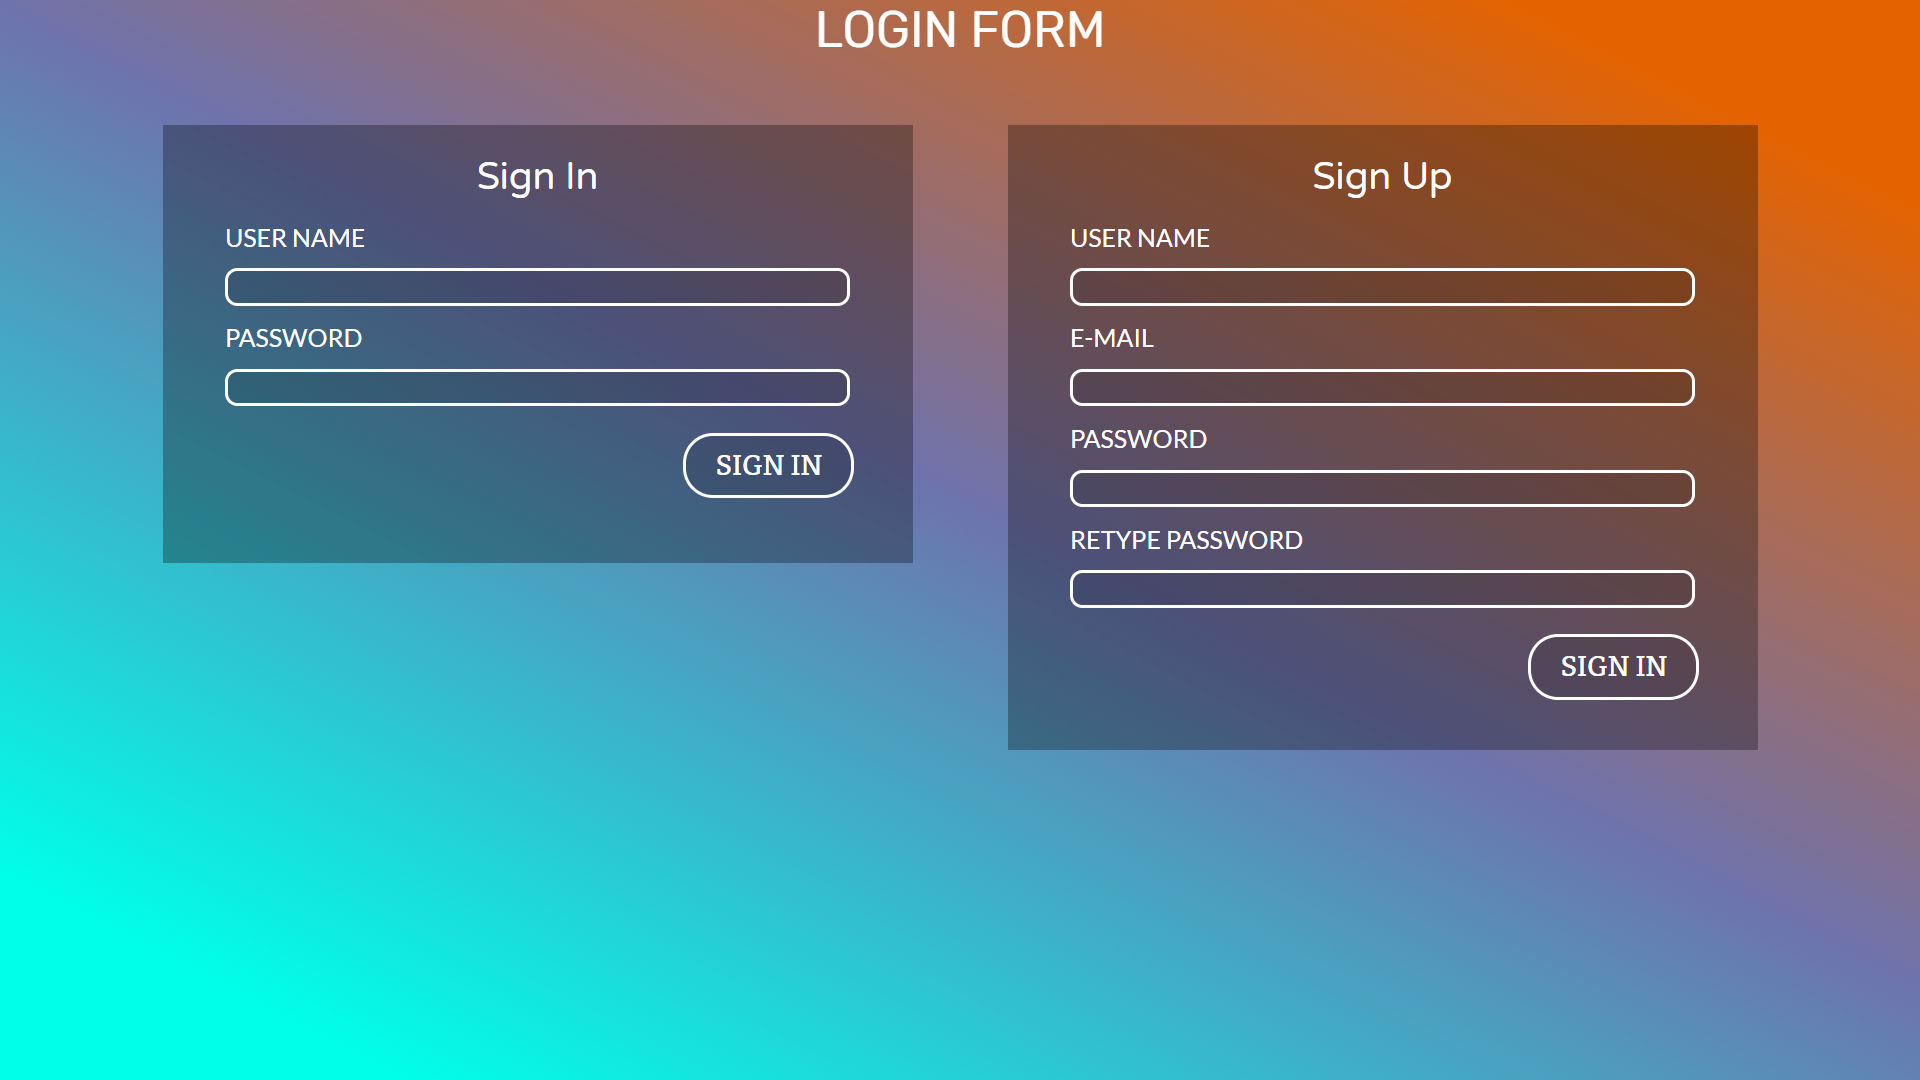 LOGIN FORM
Sign In
USER NAME
PASSWORD
SIGN IN
Sign Up
USER NAME
E-MAIL
PASSWORD
RETYPE PASSWORD
SIGN IN